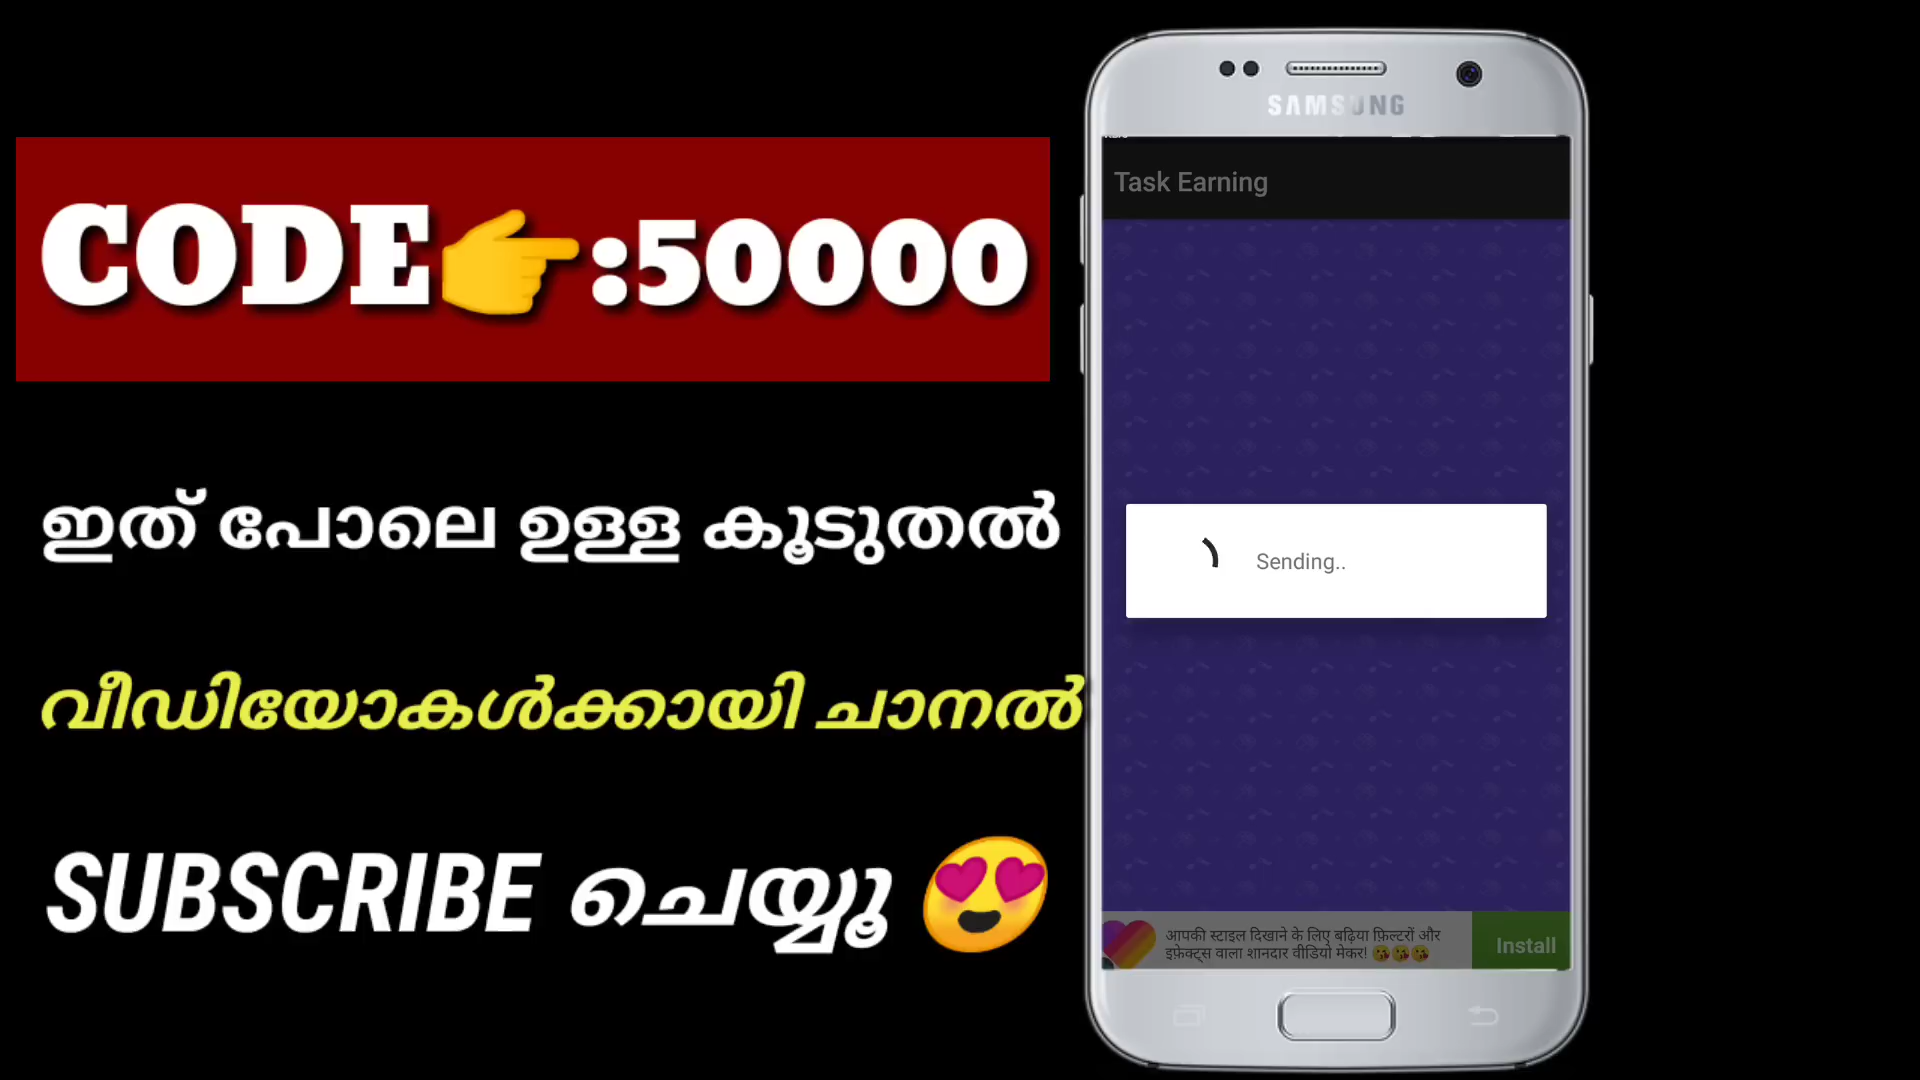 CODE👉:50000
ഇത് പോലെ ഉള്ള കൂടുതൽ
വീഡിയോകൾക്കായി ചാനൽ
SUBSCRIBE ചെയ്യൂ 😍
SAMSUNG
Task Earning
Sending..
आपकी स्टाइल दिखाने के लिए बढ़िया फ़िल्टरों और
इफ़ेक्ट्स वाला शानदार वीडियो मेकर! 😘😘😘
Install